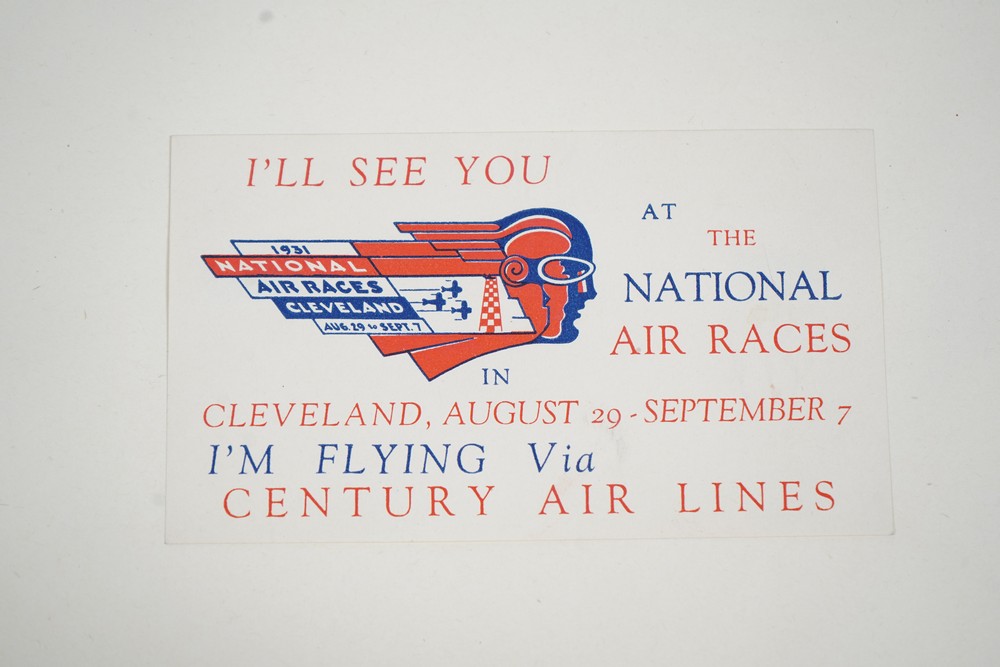 I'LL SEE YOU
1931
NATIONAL
AIR RACES
CLEVELAND
AUG. 29 to SEPT. 7
AT
THE
NATIONAL
AIR RACES
IN
CLEVELAND, AUGUST 29 - SEPTEMBER 7
I'M FLYING Via
CENTURY AIR LINES